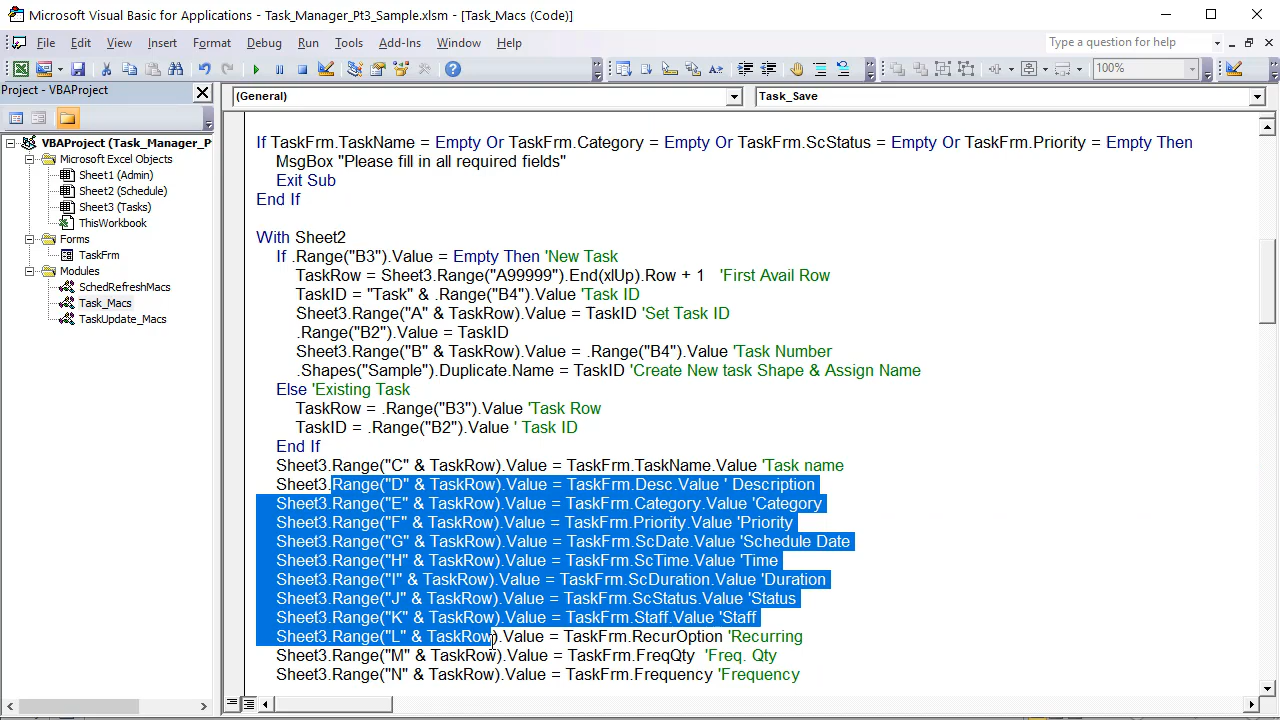 Microsoft Visual Basic for Applications - Task_Manager_Pt3_Sample.xlsm - [Task_Macs (Code)]
File Edit View Insert Format Debug Run Tools Add-Ins Window Help
Type a question for help
100%
Project - VBAProject
(General)
Task_Save
VBAProject (Task_Manager_P
Microsoft Excel Objects
Sheet1 (Admin)
Sheet2 (Schedule)
Sheet3 (Tasks)
ThisWorkbook
Forms
TaskFrm
Modules
SchedRefreshMacs
Task_Macs
TaskUpdate_Macs
If TaskFrm.TaskName = Empty Or TaskFrm.Category = Empty Or TaskFrm.ScStatus = Empty Or TaskFrm.Priority = Empty Then
MsgBox "Please fill in all required fields"
Exit Sub
End If
With Sheet2
If .Range("B3").Value = Empty Then 'New Task
TaskRow = Sheet3.Range("A99999").End(xlUp).Row + 1 'First Avail Row
TaskID = "Task" & .Range("B4").Value 'Task ID
Sheet3.Range("A" & TaskRow).Value = TaskID 'Set Task ID
.Range("B2").Value = TaskID
Sheet3.Range("B" & TaskRow).Value = .Range("B4").Value 'Task Number
.Shapes("Sample").Duplicate.Name = TaskID 'Create New task Shape & Assign Name
Else 'Existing Task
TaskRow = .Range("B3").Value 'Task Row
TaskID = .Range("B2").Value ' Task ID
End If
Sheet3.Range("C" & TaskRow).Value = TaskFrm.TaskName.Value 'Task name
Sheet3.Range("D" & TaskRow).Value = TaskFrm.Desc.Value ' Description
Sheet3.Range("E" & TaskRow).Value = TaskFrm.Category.Value 'Category
Sheet3.Range("F" & TaskRow).Value = TaskFrm.Priority.Value 'Priority
Sheet3.Range("G" & TaskRow).Value = TaskFrm.ScDate.Value 'Schedule Date
Sheet3.Range("H" & TaskRow).Value = TaskFrm.ScTime.Value 'Time
Sheet3.Range("I" & TaskRow).Value = TaskFrm.ScDuration.Value 'Duration
Sheet3.Range("J" & TaskRow).Value = TaskFrm.ScStatus.Value 'Status
Sheet3.Range("K" & TaskRow).Value = TaskFrm.Staff.Value 'Staff
Sheet3.Range("L" & TaskRow).Value = TaskFrm.RecurOption 'Recurring
Sheet3.Range("M" & TaskRow).Value = TaskFrm.FreqQty 'Freq. Qty
Sheet3.Range("N" & TaskRow).Value = TaskFrm.Frequency 'Frequency